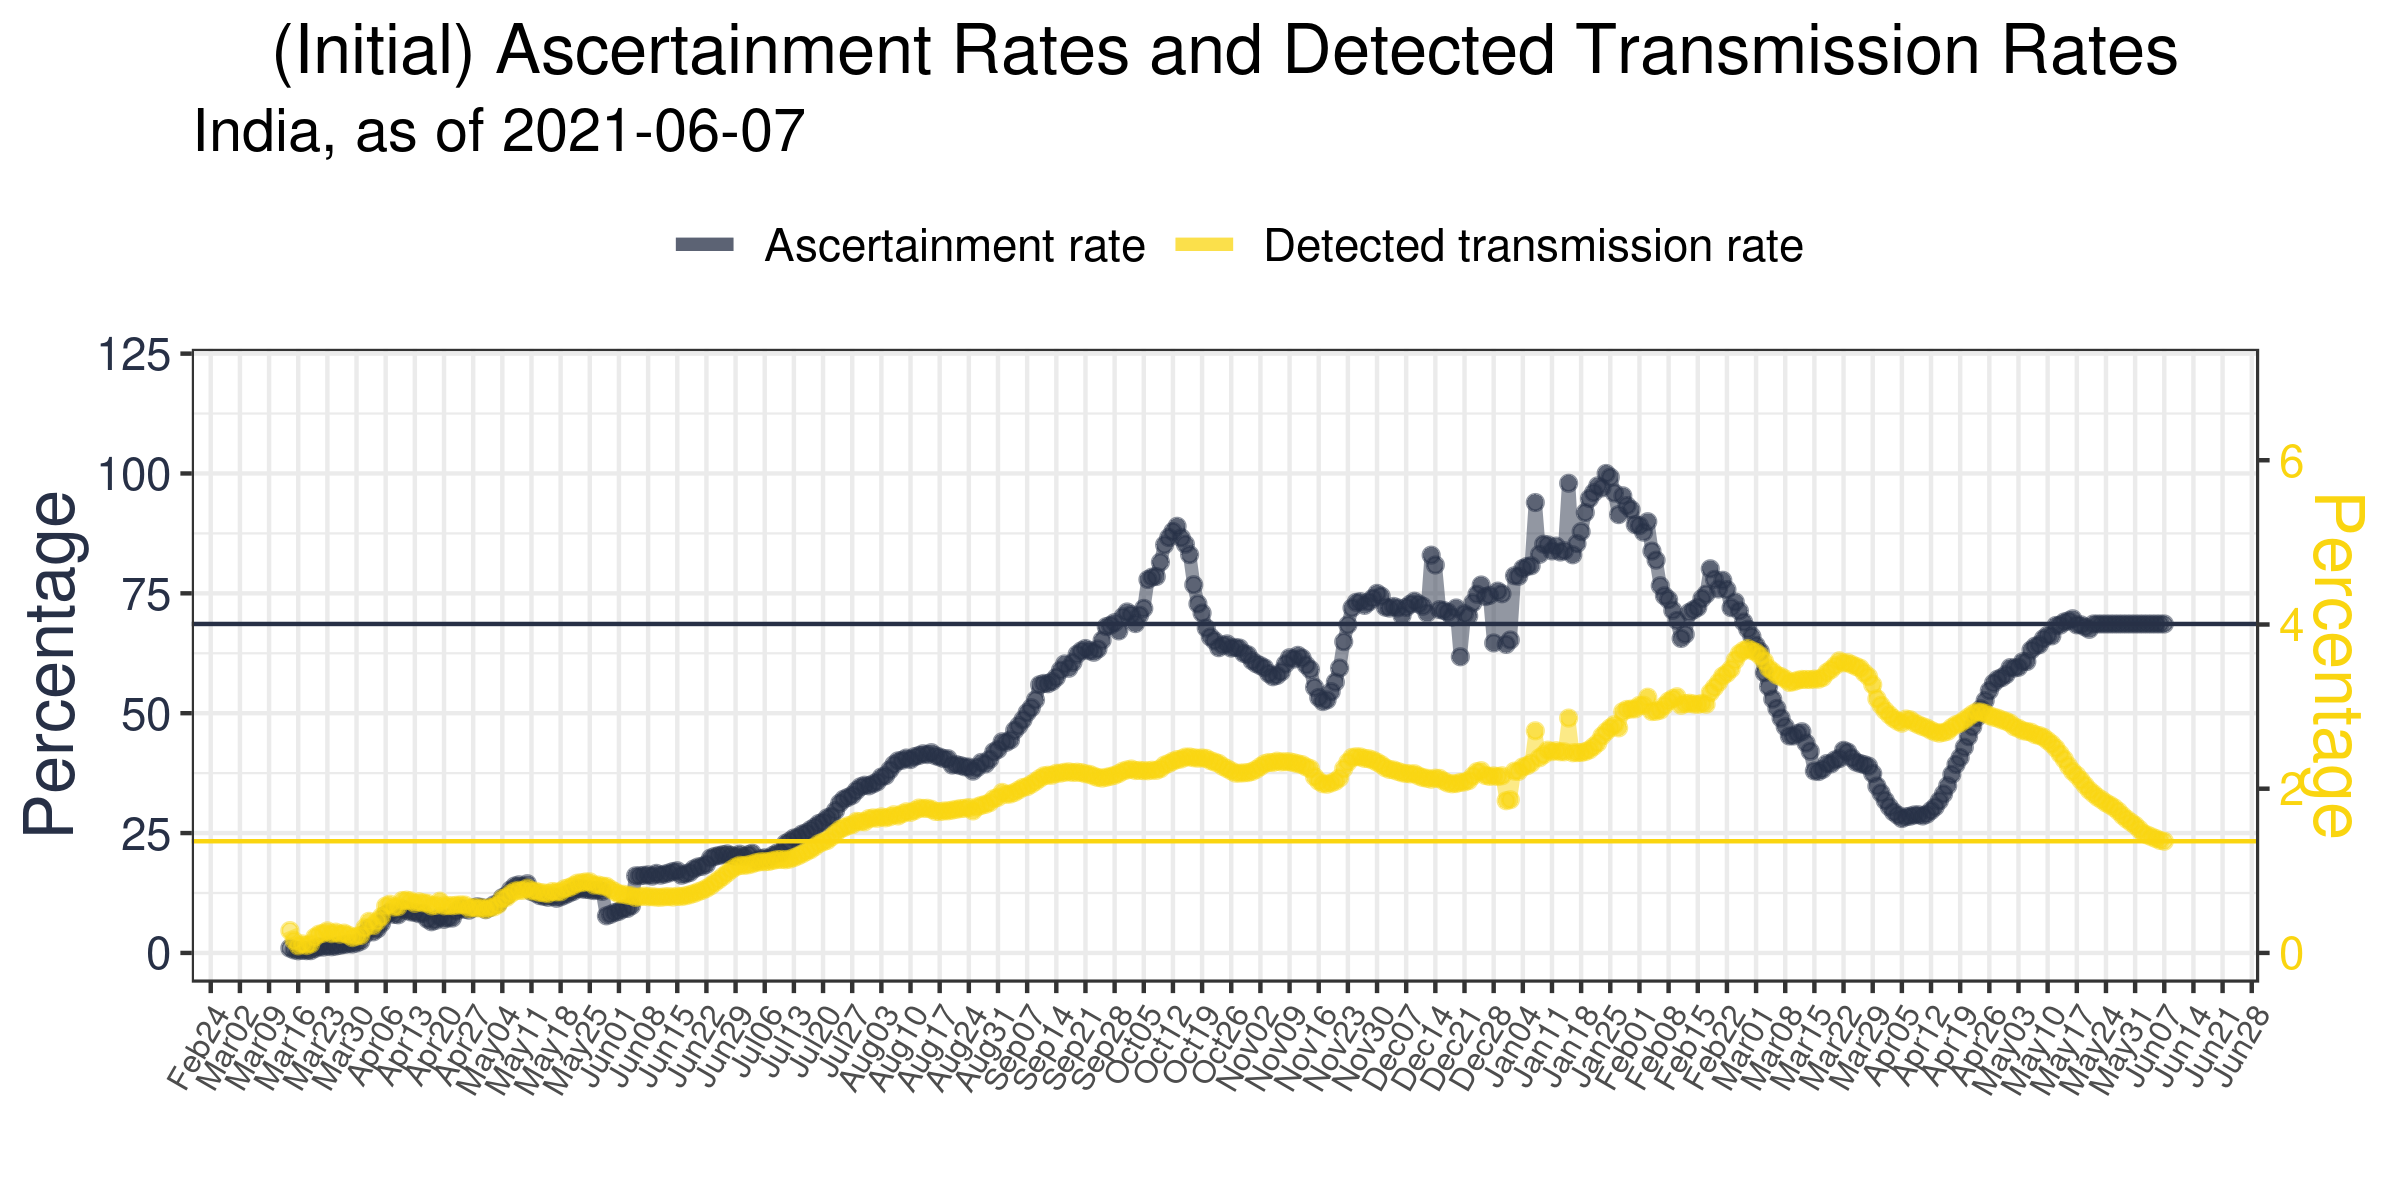 (Initial) Ascertainment Rates and Detected Transmission Rates
India, as of 2021-06-07
Ascertainment rate
Detected transmission rate
125
100
75
50
25
0
Percentage
6
4
2
0
Percentage
Feb24
Mar02
Mar09
Mar16
Mar23
Mar30
Apr06
Apr13
Apr20
Apr27
May04
May11
May18
May25
Jun01
Jun08
Jun15
Jun22
Jun29
Jul06
Jul13
Jul20
Jul27
Aug03
Aug10
Aug17
Aug24
Aug31
Sep07
Sep14
Sep21
Sep28
Oct05
Oct12
Oct19
Oct26
Nov02
Nov09
Nov16
Nov23
Nov30
Dec07
Dec14
Dec21
Dec28
Jan04
Jan11
Jan18
Jan25
Feb01
Feb08
Feb15
Feb22
Mar01
Mar08
Mar15
Mar22
Mar29
Apr05
Apr12
Apr19
Apr26
May03
May10
May17
May24
May31
Jun07
Jun14
Jun21
Jun28